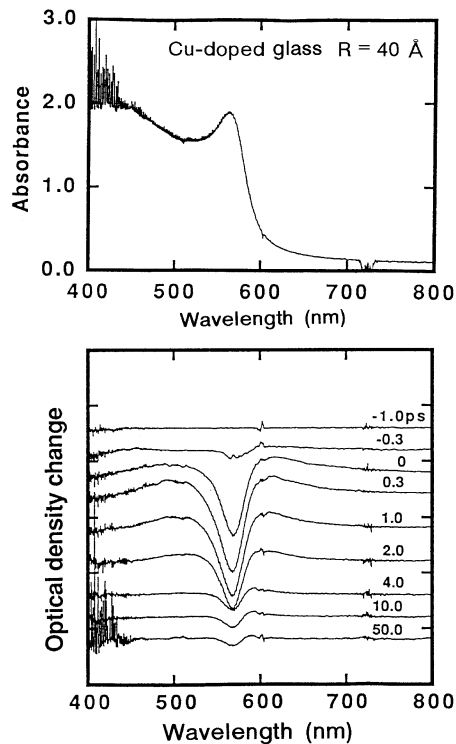 3.0
Cu-doped glass R = 40 Å
2.0
1.0
0.0
Absorbance
400 500 600 700 800
Wavelength (nm)
-1.0ps
-0.3
0
0.3
1.0
2.0
4.0
10.0
50.0
Optical density change
400 500 600 700 800
Wavelength (nm)